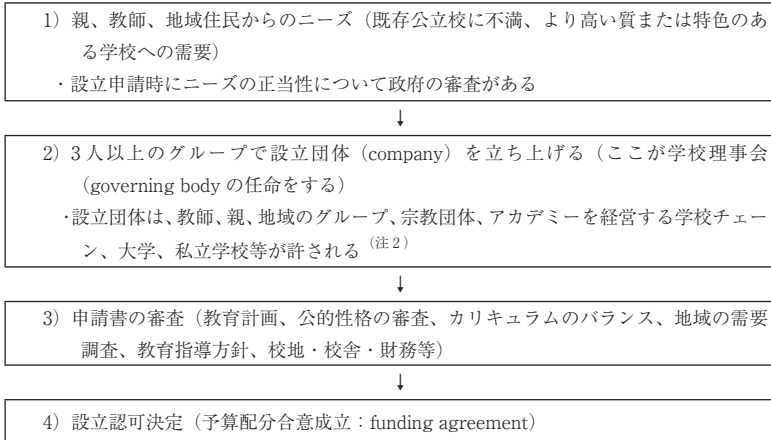 1）親、教師、地域住民からのニーズ（既存公立校に不満、より高い質または特色のあ
る学校への需要）
・設立申請時にニーズの正当性について政府の審査がある
↓
2）3人以上のグループで設立団体（company）を立ち上げる（ここが学校理事会
（governing body の任命をする）
・設立団体は、教師、親、地域のグループ、宗教団体、アカデミーを経営する学校チェー
ン、大学、私立学校等が許される（注２）
↓
3）申請書の審査（教育計画、公的性格の審査、カリキュラムのバランス、地域の需要
調査、教育指導方針、校地・校舎・財務等）
↓
4）設立認可決定（予算配分合意成立：funding agreement）